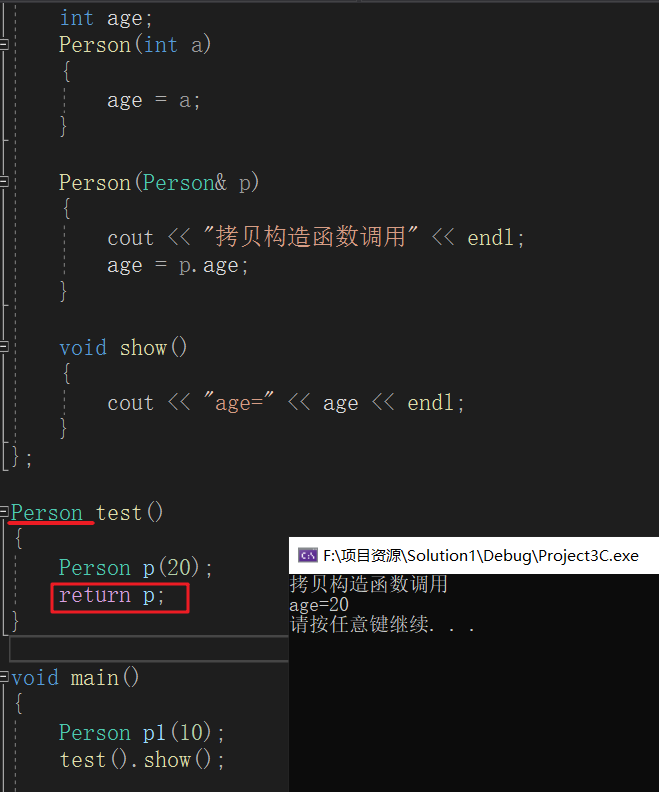 int age;
Person(int a)
{
age = a;
}
Person(Person& p)
{
cout << "拷贝构造函数调用" << endl;
age = p.age;
}
void show()
{
cout << "age=" << age << endl;
}
};
Person test()
{
Person p(20);
return p;
}
void main()
{
Person p1(10);
test().show();
F:\项目资源\Solution1\Debug\Project3C.exe
拷贝构造函数调用
age=20
请按任意键继续. . .